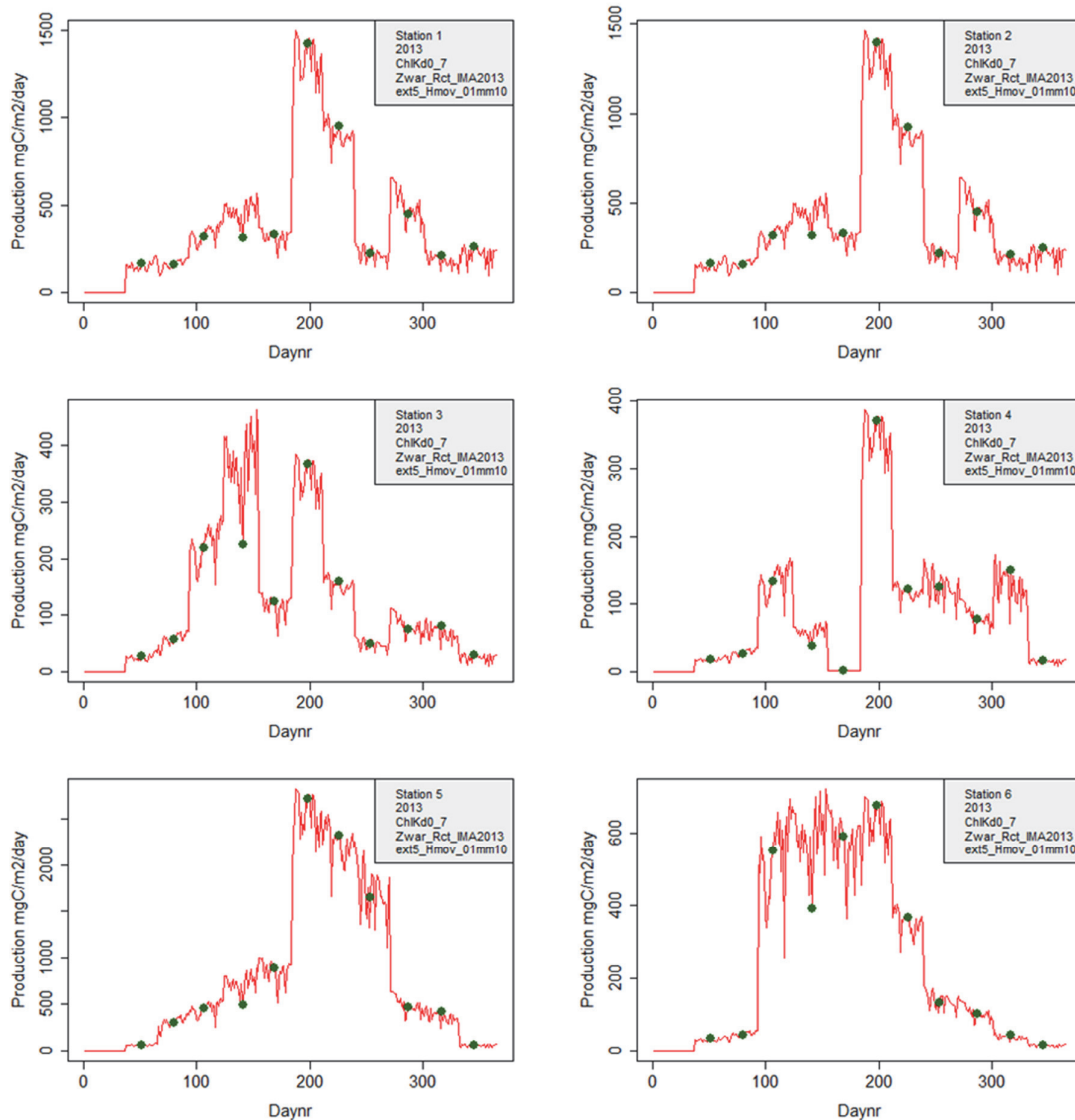 Station 1
2013
ChlKd0_7
Zwar_Rct_IMA2013
ext5_Hmov_01mm10
Production mgC/m2/day
0 500 1000 1500
0 100 200 300
Daynr
Station 2
2013
ChlKd0_7
Zwar_Rct_IMA2013
ext5_Hmov_01mm10
Production mgC/m2/day
0 500 1000 1500
0 100 200 300
Daynr
Station 3
2013
ChlKd0_7
Zwar_Rct_IMA2013
ext5_Hmov_01mm10
Production mgC/m2/day
0 100 200 300 400
0 100 200 300
Daynr
Station 4
2013
ChlKd0_7
Zwar_Rct_IMA2013
ext5_Hmov_01mm10
Production mgC/m2/day
0 100 200 300 400
0 100 200 300
Daynr
Station 5
2013
ChlKd0_7
Zwar_Rct_IMA2013
ext5_Hmov_01mm10
Production mgC/m2/day
0 500 1000 2000
0 100 200 300
Daynr
Station 6
2013
ChlKd0_7
Zwar_Rct_IMA2013
ext5_Hmov_01mm10
Production mgC/m2/day
0 200 400 600
0 100 200 300
Daynr